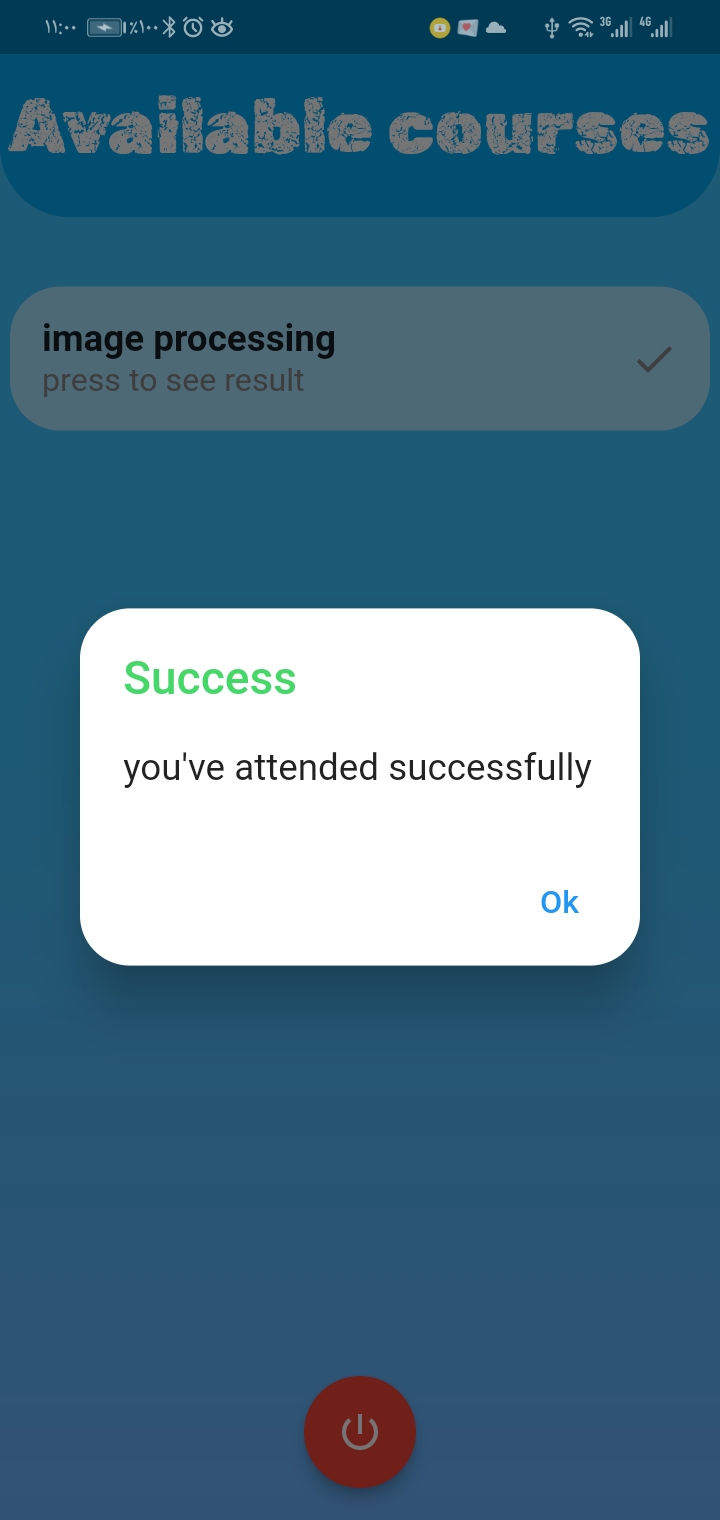 ١١:٠٠ ٪١٠٠ 3G 4G
Available courses
image processing
press to see result
Success
you've attended successfully
Ok